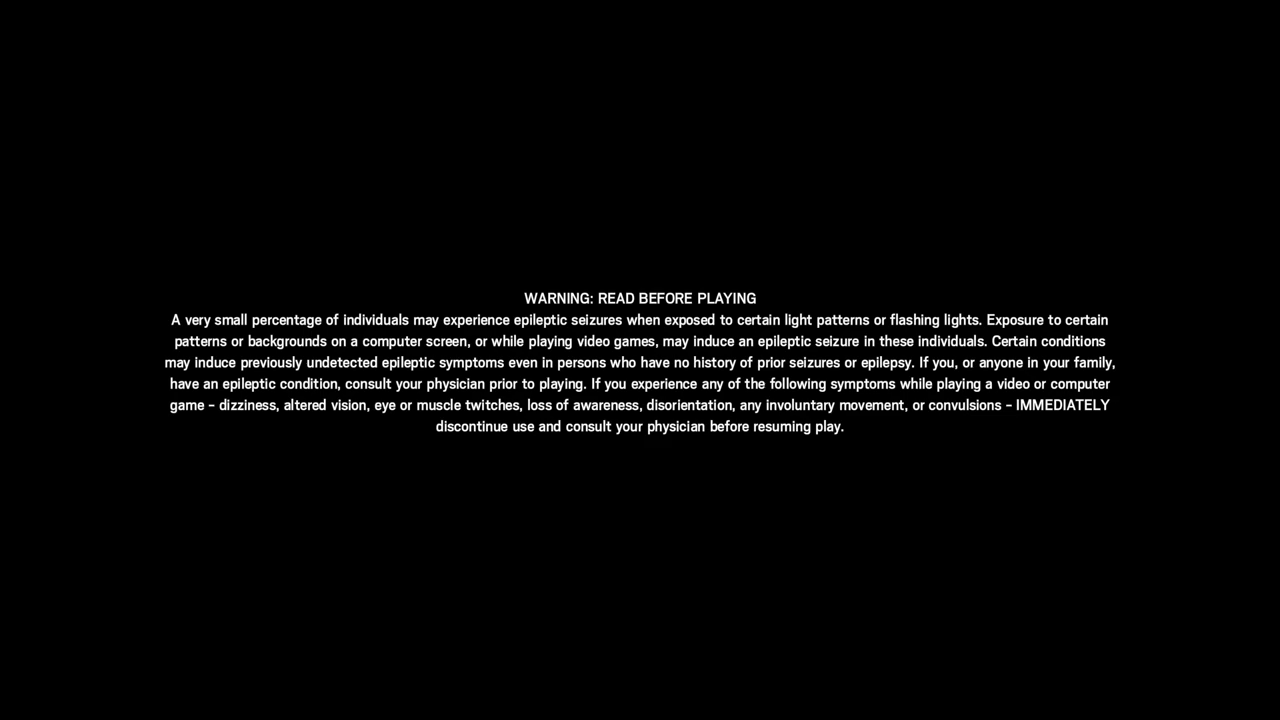 WARNING: READ BEFORE PLAYING
A very small percentage of individuals may experience epileptic seizures when exposed to certain light patterns or flashing lights. Exposure to certain
patterns or backgrounds on a computer screen, or while playing video games, may induce an epileptic seizure in these individuals. Certain conditions
may induce previously undetected epileptic symptoms even in persons who have no history of prior seizures or epilepsy. If you, or anyone in your family,
have an epileptic condition, consult your physician prior to playing. If you experience any of the following symptoms while playing a video or computer
game – dizziness, altered vision, eye or muscle twitches, loss of awareness, disorientation, any involuntary movement, or convulsions – IMMEDIATELY
discontinue use and consult your physician before resuming play.